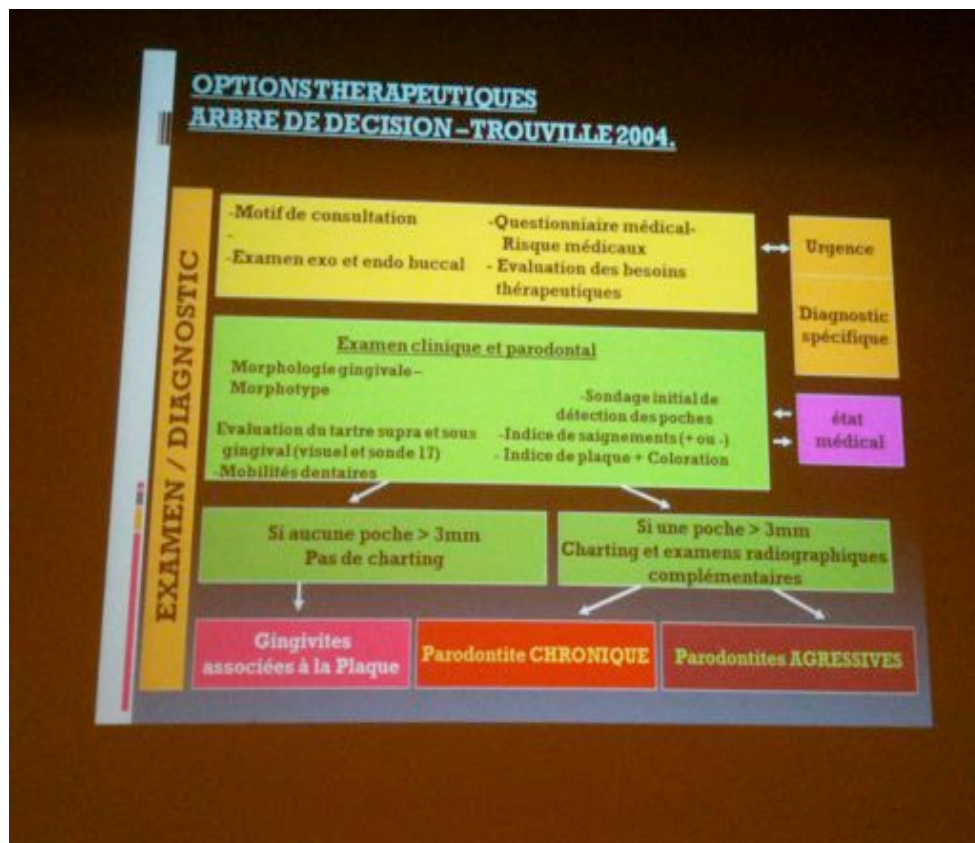 OPTIONS THERAPEUTIQUES
ARBRE DE DECISION – TROUVILLE 2004.
EXAMEN / DIAGNOSTIC
-Motif de consultation
-
-Examen exo et endo buccal
-Questionniaire médical-
Risque médicaux
- Evaluation des besoins
thérapeutiques
Urgence
Diagnostic
spécifique
Examen clinique et parodontal
Morphologie gingivale –
Morphotype
Evaluation du tartre supra et sous
gingival (visuel et sonde 17)
-Mobilités dentaires
-Sondage initial de
détection des poches
-Indice de saignements (+ ou -)
- Indice de plaque + Coloration
état
médical
Si aucune poche > 3mm
Pas de charting
Si une poche > 3mm
Charting et examens radiographiques
complémentaires
Gingivites
associées à la Plaque
Parodontite CHRONIQUE
Parodontites AGRESSIVES